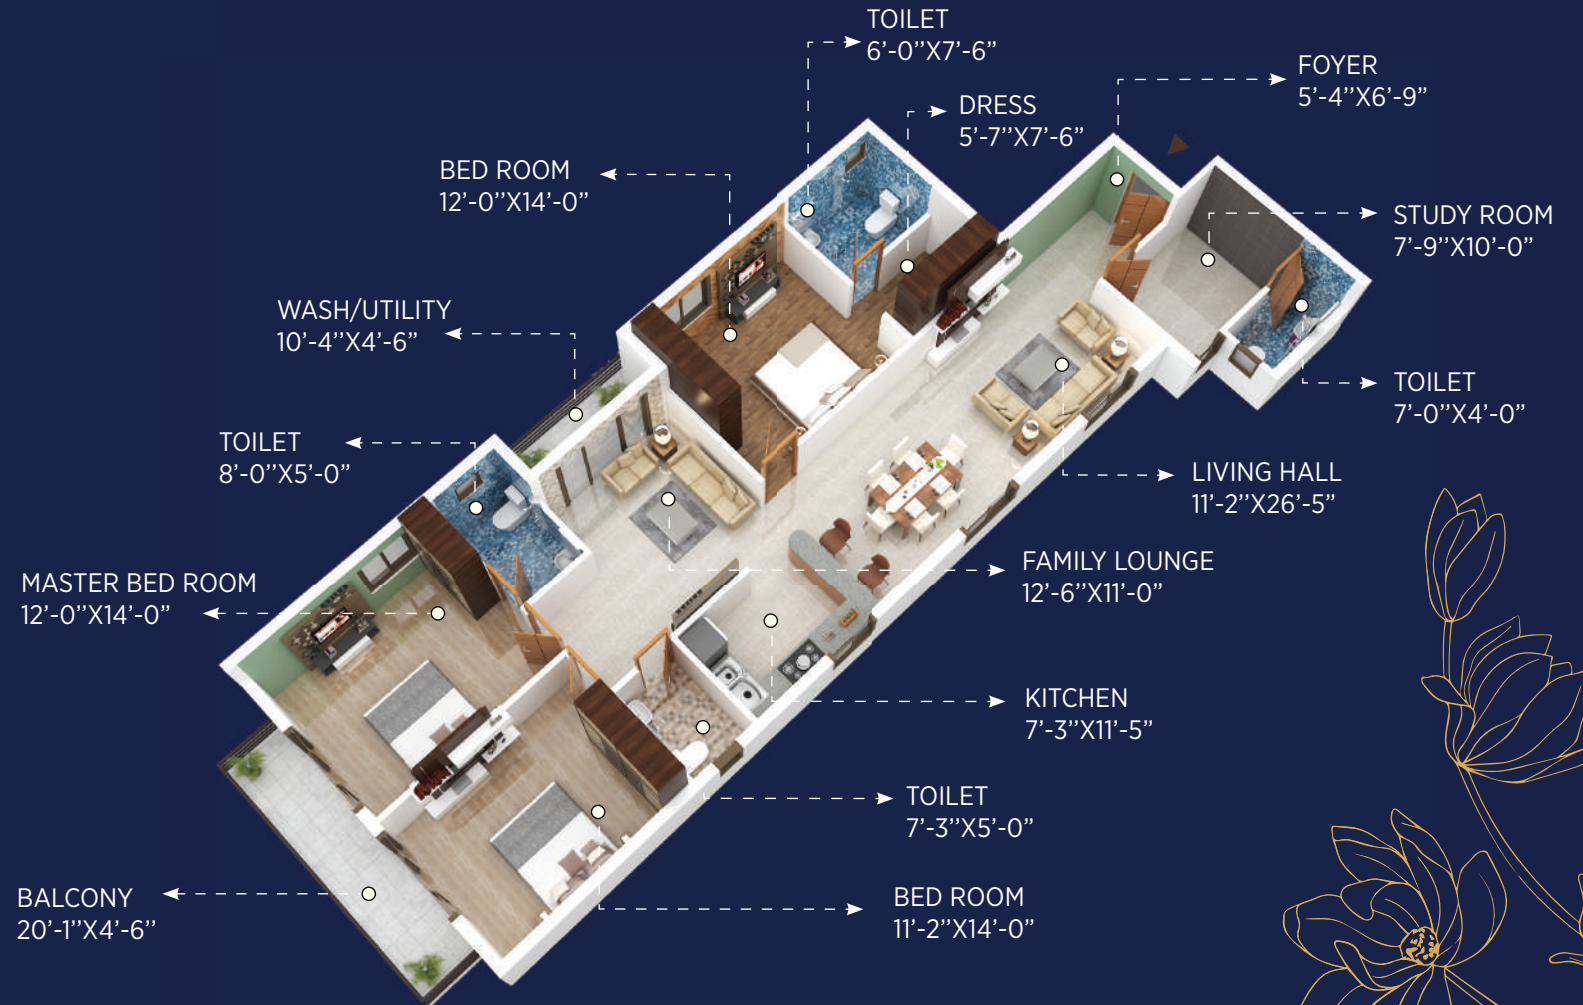 TOILET
6’-0’’X7’-6”
FOYER
5’-4’’X6’-9”
DRESS
5’-7’’X7’-6”
BED ROOM
12’-0’’X14’-0”
STUDY ROOM
7’-9’’X10’-0”
WASH/UTILITY
10’-4’’X4’-6”
TOILET
7’-0’’X4’-0”
TOILET
8’-0’’X5’-0”
LIVING HALL
11’-2’’X26’-5”
FAMILY LOUNGE
12’-6’’X11’-0”
MASTER BED ROOM
12’-0’’X14’-0”
KITCHEN
7’-3’’X11’-5”
TOILET
7’-3’’X5’-0”
BALCONY
20’-1’’X4’-6”
BED ROOM
11’-2’’X14’-0”